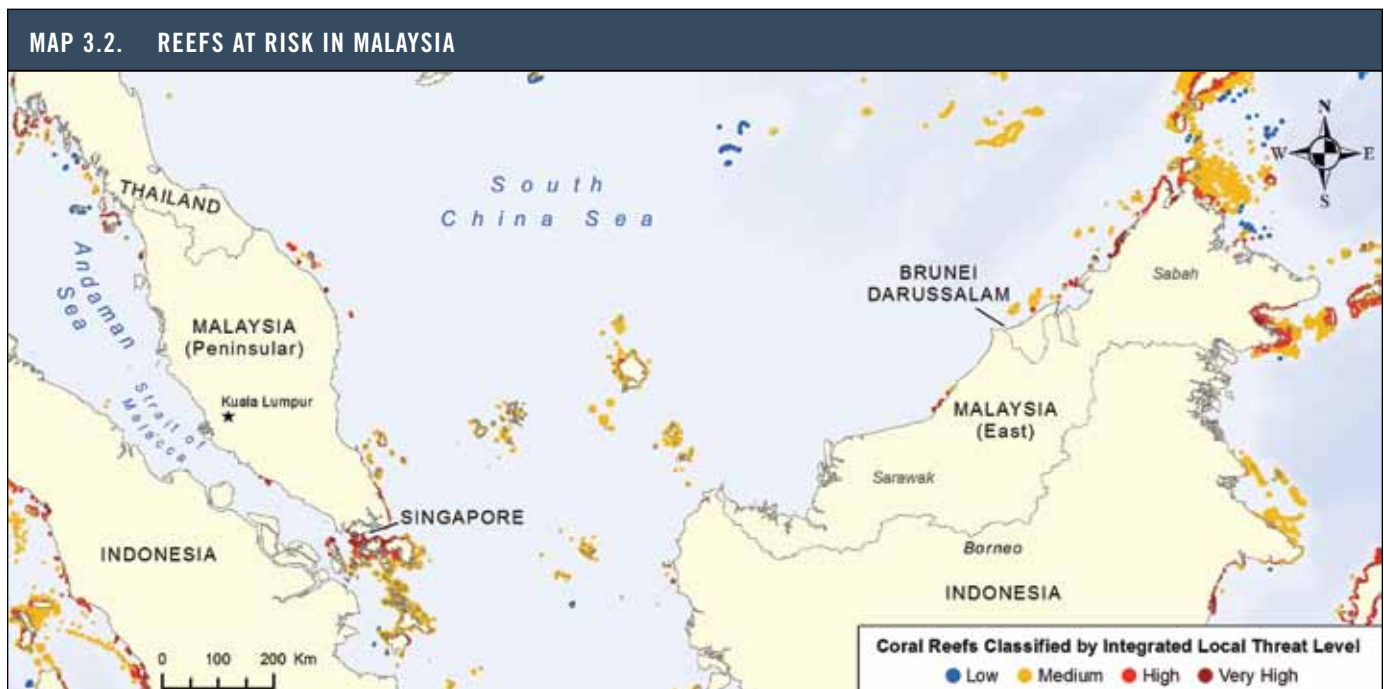 MAP 3.2. REEFS AT RISK IN MALAYSIA
N
W
E
S
THAILAND
South
China Sea
Andaman
Sea
BRUNEI
DARUSSALAM
Sabah
MALAYSIA
(Peninsular)
Kuala Lumpur
Strait of
Malacca
MALAYSIA
(East)
Sarawak
SINGAPORE
Borneo
INDONESIA
INDONESIA
0 100 200 Km
Coral Reefs Classified by Integrated Local Threat Level
Low Medium High Very High